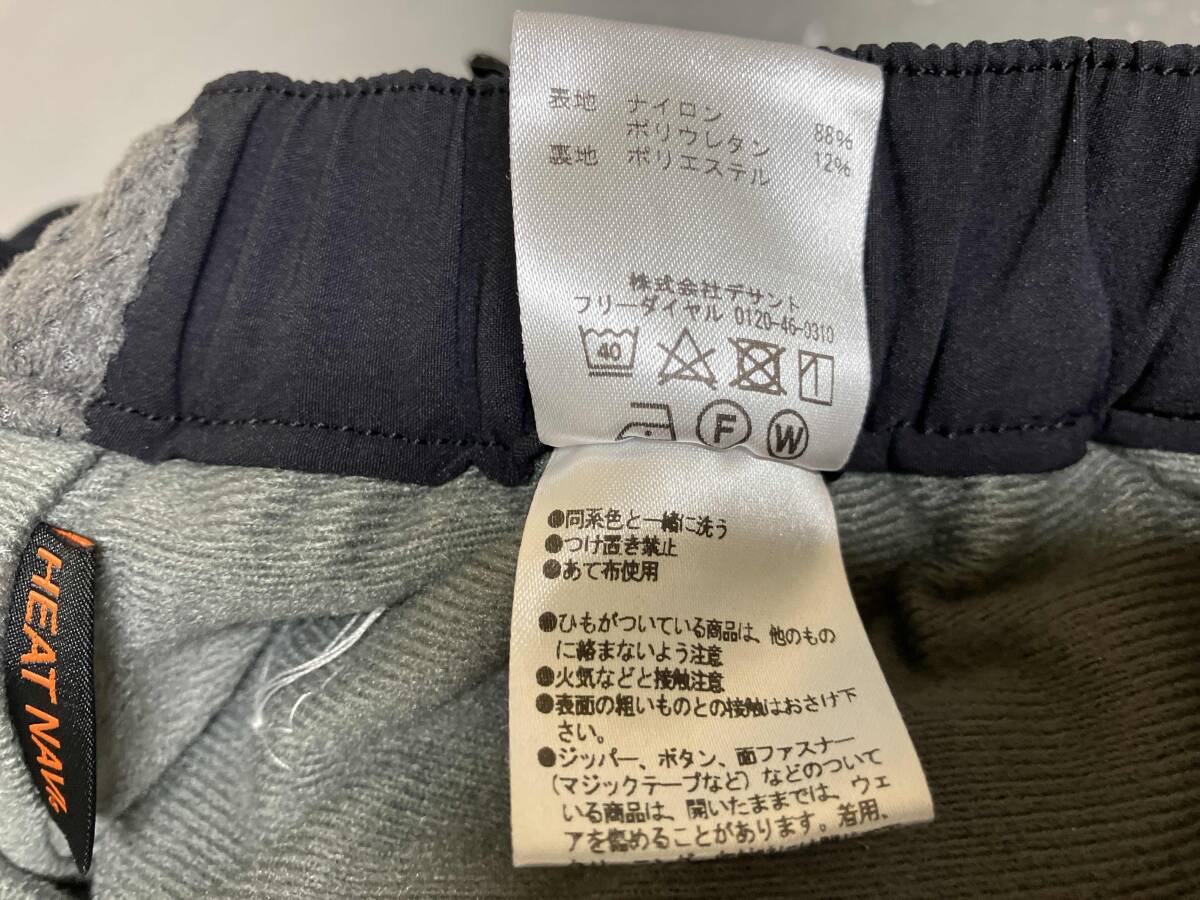 表地 ナイロン 88%
ポリウレタン 12%
裏地 ポリエステル
株式会社デサント
フリーダイヤル 0120-46-0310
40
F W
●同系色と一緒に洗う
●つけ置き禁止
●あて布使用
●ひもがついている商品は、他のもの
に絡まないよう注意
●火気などと接触注意
●表面の粗いものとの接触はおさけ下
さい。
●ジッパー、ボタン、面ファスナー
(マジックテープなど)などのついて
いる商品は、開いたままでは、ウェ
アを傷めることがあります。着用、
HEAT NAVI